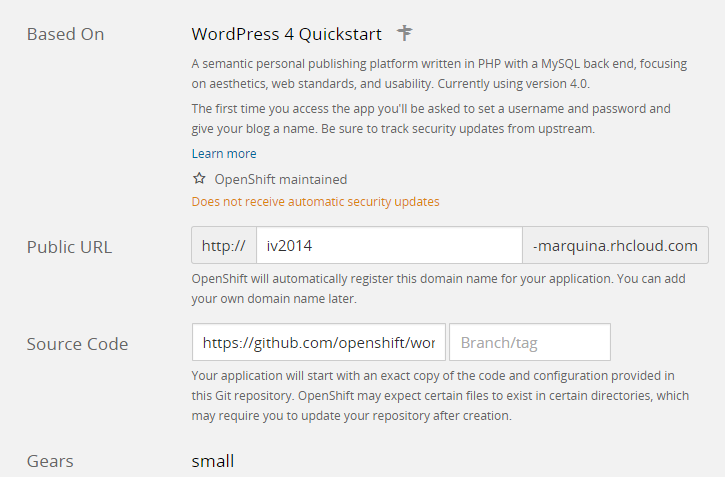 Based On
WordPress 4 Quickstart
A semantic personal publishing platform written in PHP with a MySQL back end, focusing
on aesthetics, web standards, and usability. Currently using version 4.0.
The first time you access the app you'll be asked to set a username and password and
give your blog a name. Be sure to track security updates from upstream.
Learn more
OpenShift maintained
Does not receive automatic security updates
Public URL
http:// iv2014 -marquina.rhcloud.com
OpenShift will automatically register this domain name for your application. You can add
your own domain name later.
Source Code
https://github.com/openshift/wor Branch/tag
Your application will start with an exact copy of the code and configuration provided in
this Git repository. OpenShift may expect certain files to exist in certain directories, which
may require you to update your repository after creation.
Gears
small